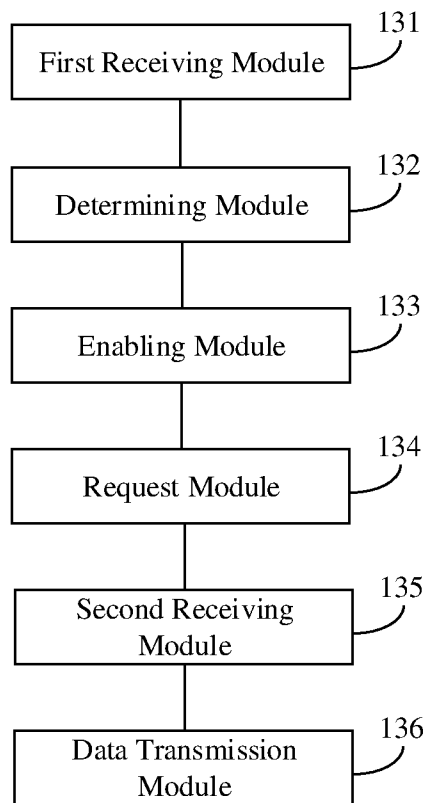 131
First Receiving Module
132
Determining Module
133
Enabling Module
134
Request Module
135
Second Receiving
Module
136
Data Transmission
Module